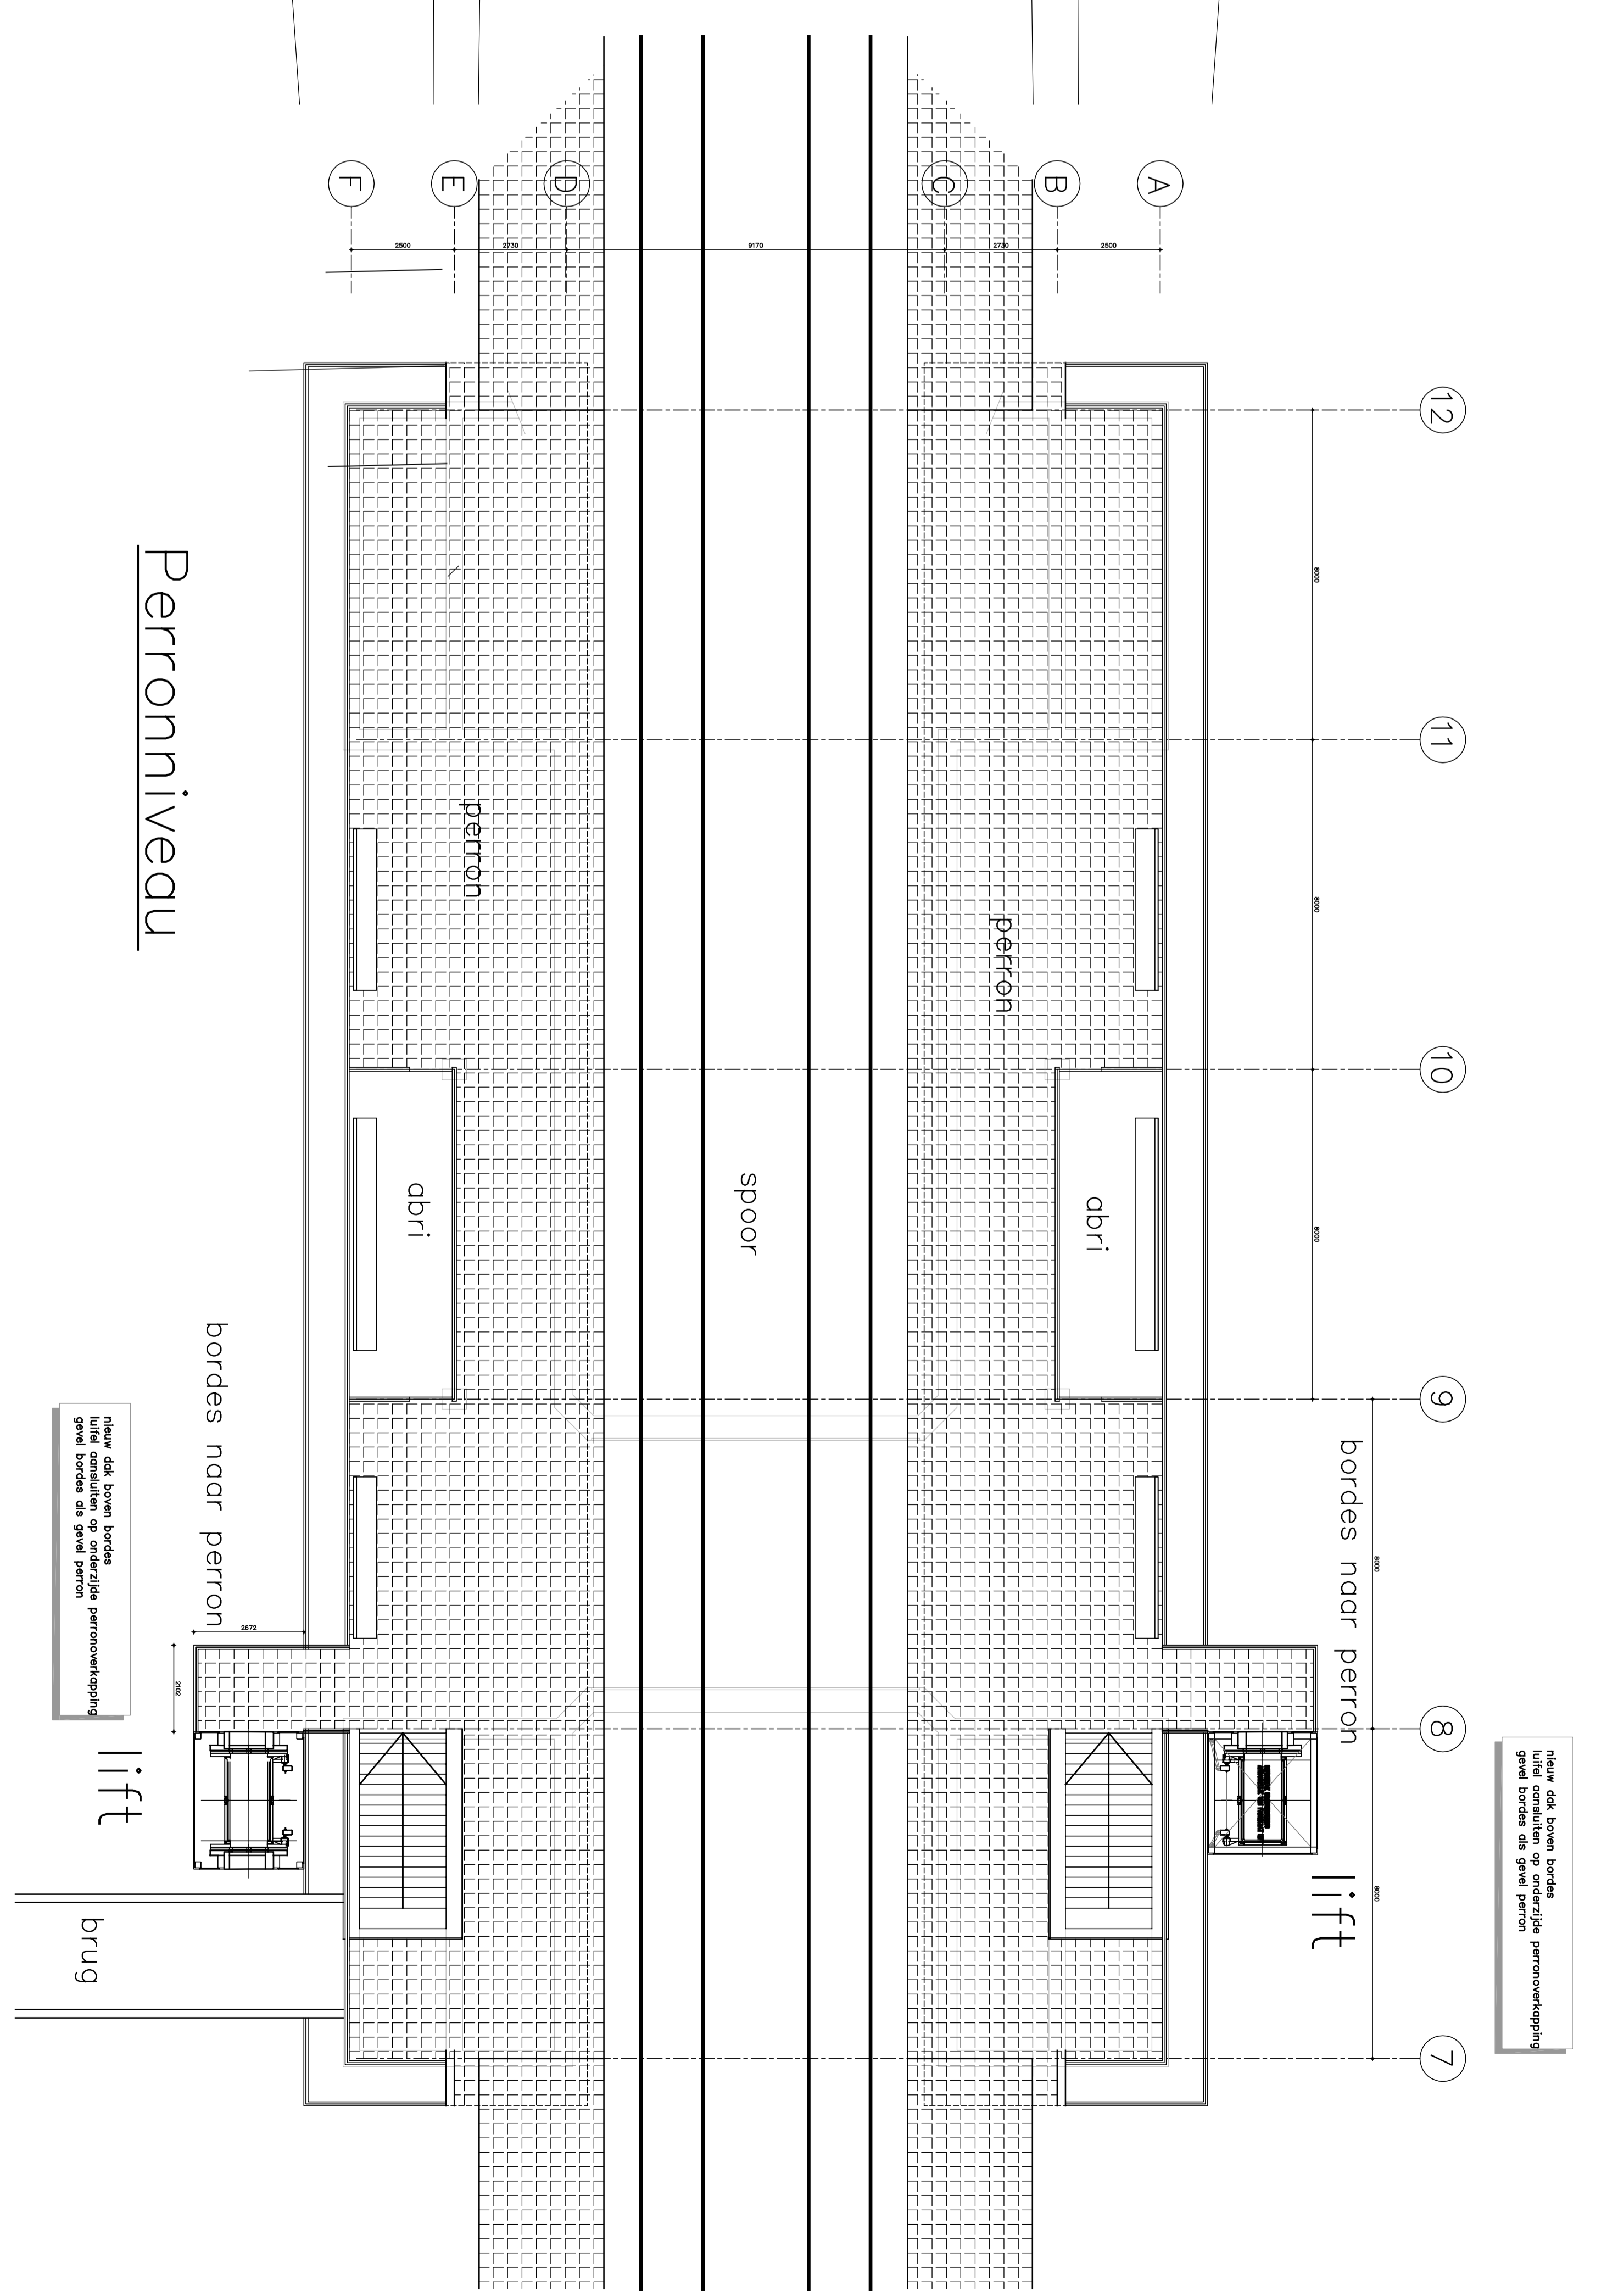 12
11
10
9
8
7
A
B
C
D
E
F
2500
2730
9170
2730
2500
8000
8000
8000
8000
8000
nieuw dak boven bordes
luifel aansluiten op onderzijde perronoverkapping
gevel bordes als gevel perron
bordes naar perron
lift
abri
perron
spoor
perron
abri
2672
2102
bordes naar perron
lift
Perronniveau
nieuw dak boven bordes
luifel aansluiten op onderzijde perronoverkapping
gevel bordes als gevel perron
brug